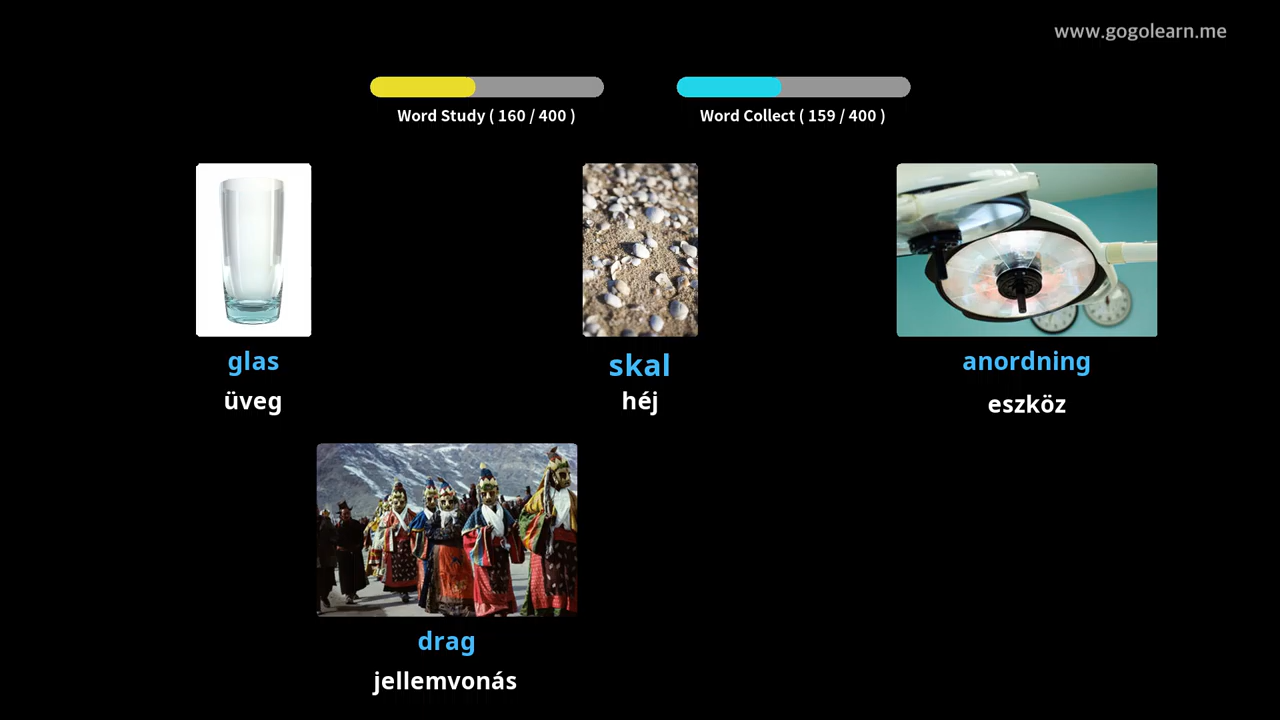 www.gogolearn.me
Word Study ( 160 / 400 )
Word Collect ( 159 / 400 )
glas
skal
anordning
üveg
héj
eszköz
drag
jellemvonás